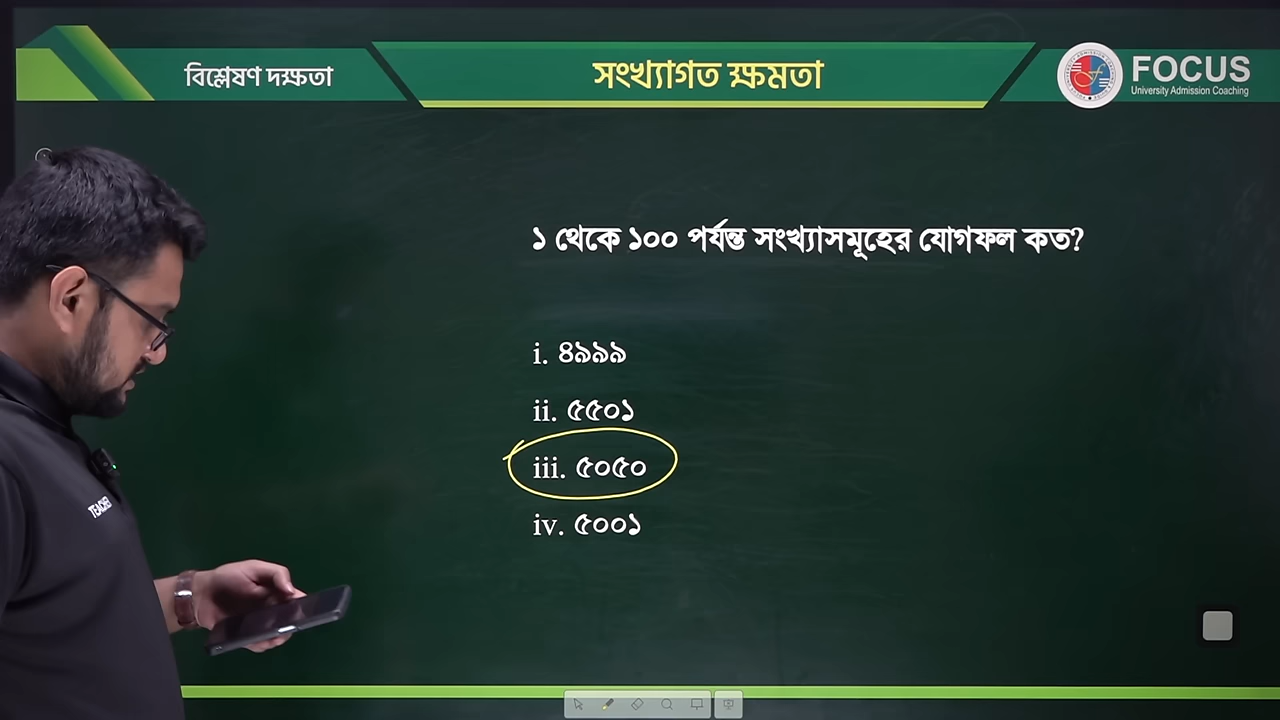 বিশ্লেষণ দক্ষতা
সংখ্যাগত ক্ষমতা
FOCUS
University Admission Coaching
১ থেকে ১০০ পর্যন্ত সংখ্যাসমূহের যোগফল কত?
i. ৪৯৯৯
ii. ৫৫০১
iii. ৫০৫০
iv. ৫০০১
TEACHER